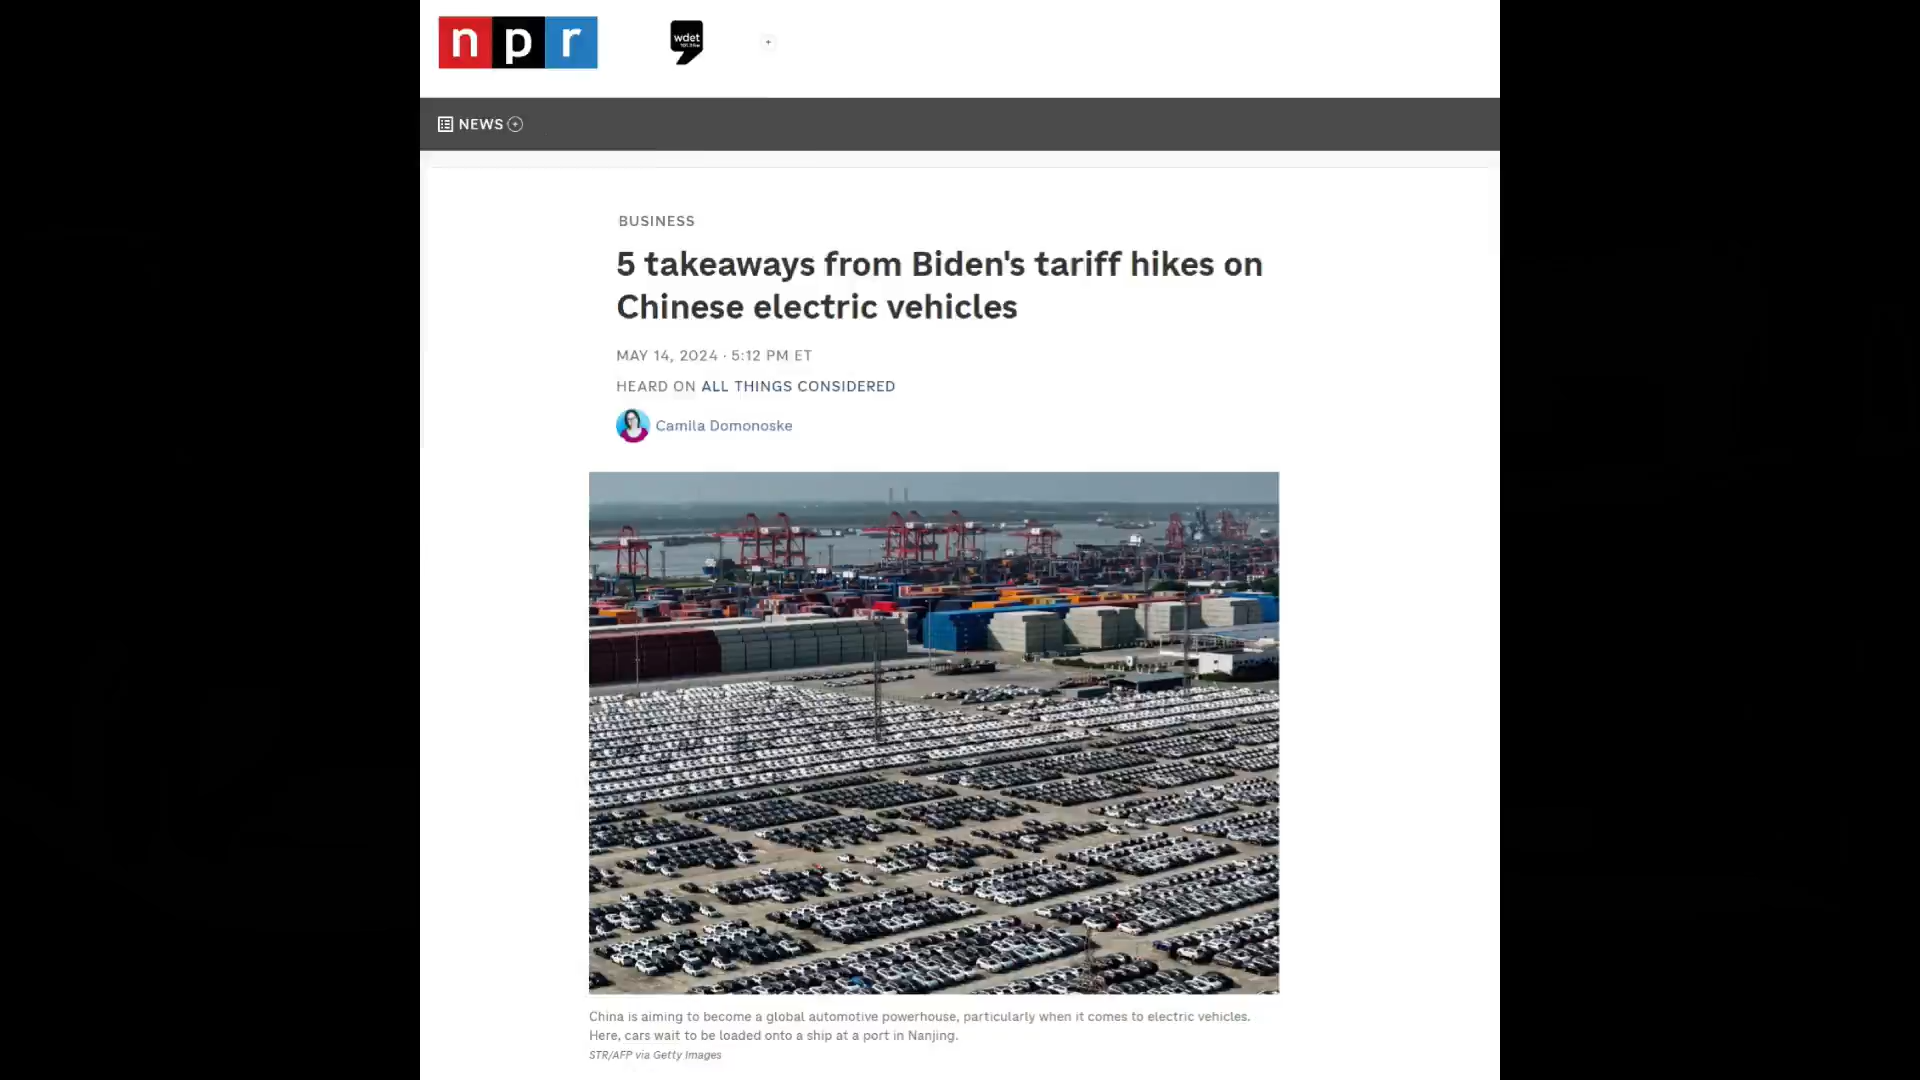 npr
wdet
NEWS
BUSINESS
5 takeaways from Biden's tariff hikes on
Chinese electric vehicles
MAY 14, 2024 · 5:12 PM ET
HEARD ON ALL THINGS CONSIDERED
Camila Domonoske
China is aiming to become a global automotive powerhouse, particularly when it comes to electric vehicles.
Here, cars wait to be loaded onto a ship at a port in Nanjing.
STR/AFP via Getty Images